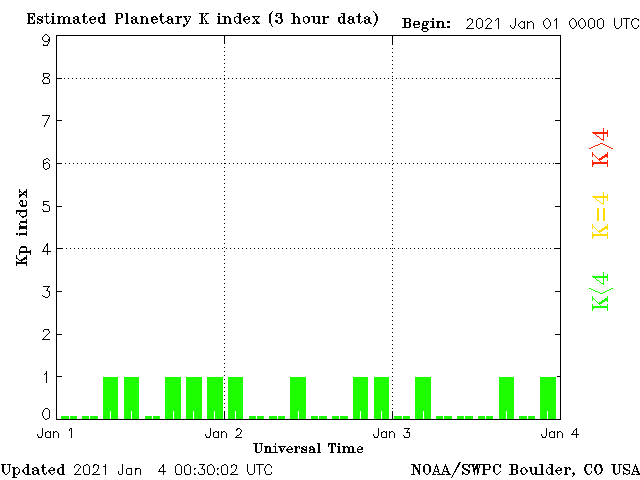 Estimated Planetary K index (3 hour data) Begin: 2021 Jan 01 0000 UTC
9
8
7
6
5
4
3
2
1
0
Kp index
K>4
K=4
K<4
Jan 1 Jan 2 Jan 3 Jan 4
Universal Time
Updated 2021 Jan 4 00:30:02 UTC NOAA/SWPC Boulder, CO USA